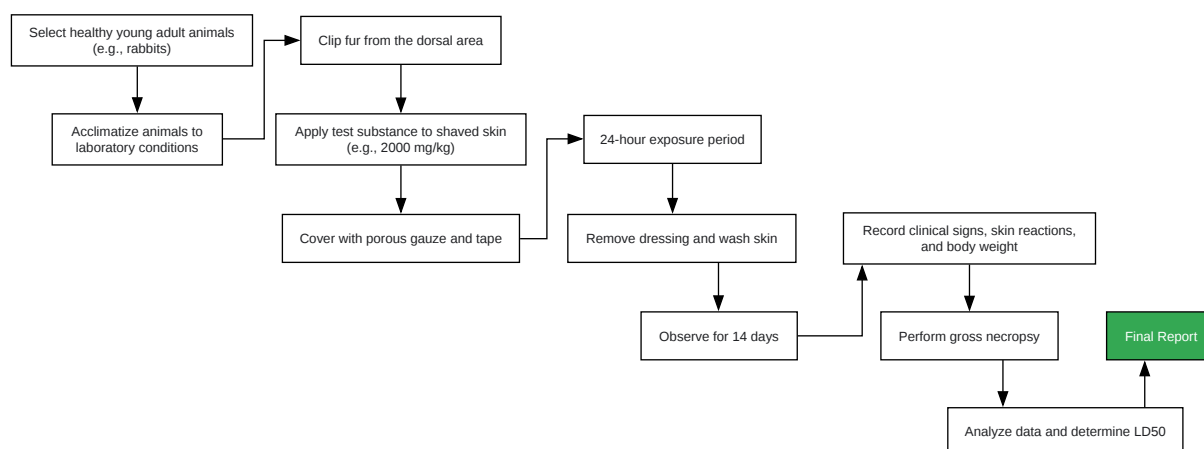 Select healthy young adult animals
(e.g., rabbits)
Acclimatize animals to
laboratory conditions
Clip fur from the dorsal area
Apply test substance to shaved skin
(e.g., 2000 mg/kg)
Cover with porous gauze and tape
24-hour exposure period
Remove dressing and wash skin
Observe for 14 days
Record clinical signs, skin reactions,
and body weight
Perform gross necropsy
Analyze data and determine LD50
Final Report